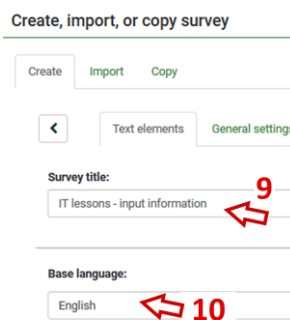 Create, import, or copy survey
Create Import Copy
Text elements General settings
Survey title:
9
IT lessons - input information
Base language:
English
10